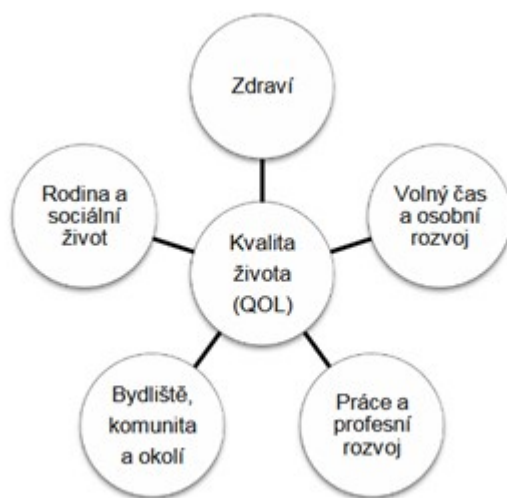 Zdraví
Rodina a
sociální
život
Volný čas
a osobní
rozvoj
Kvalita
života
(QOL)
Bydliště,
komunita
a okolí
Práce a
profesní
rozvoj